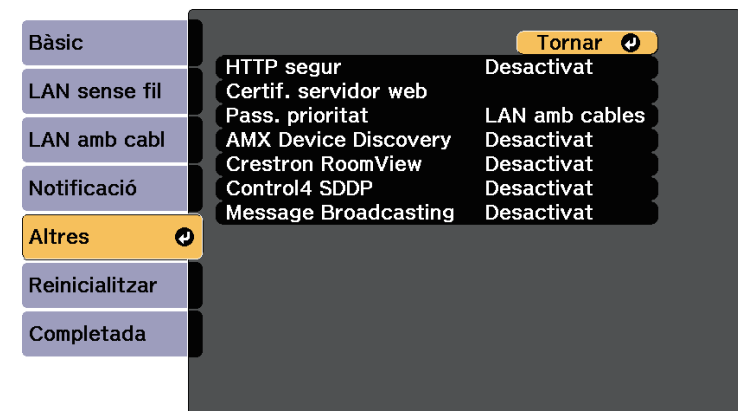 Bàsic
LAN sense fil
LAN amb cabl
Notificació
Altres
Reinicialitzar
Completada
Tornar
HTTP segur Desactivat
Certif. servidor web
Pass. prioritat LAN amb cables
AMX Device Discovery Desactivat
Crestron RoomView Desactivat
Control4 SDDP Desactivat
Message Broadcasting Desactivat